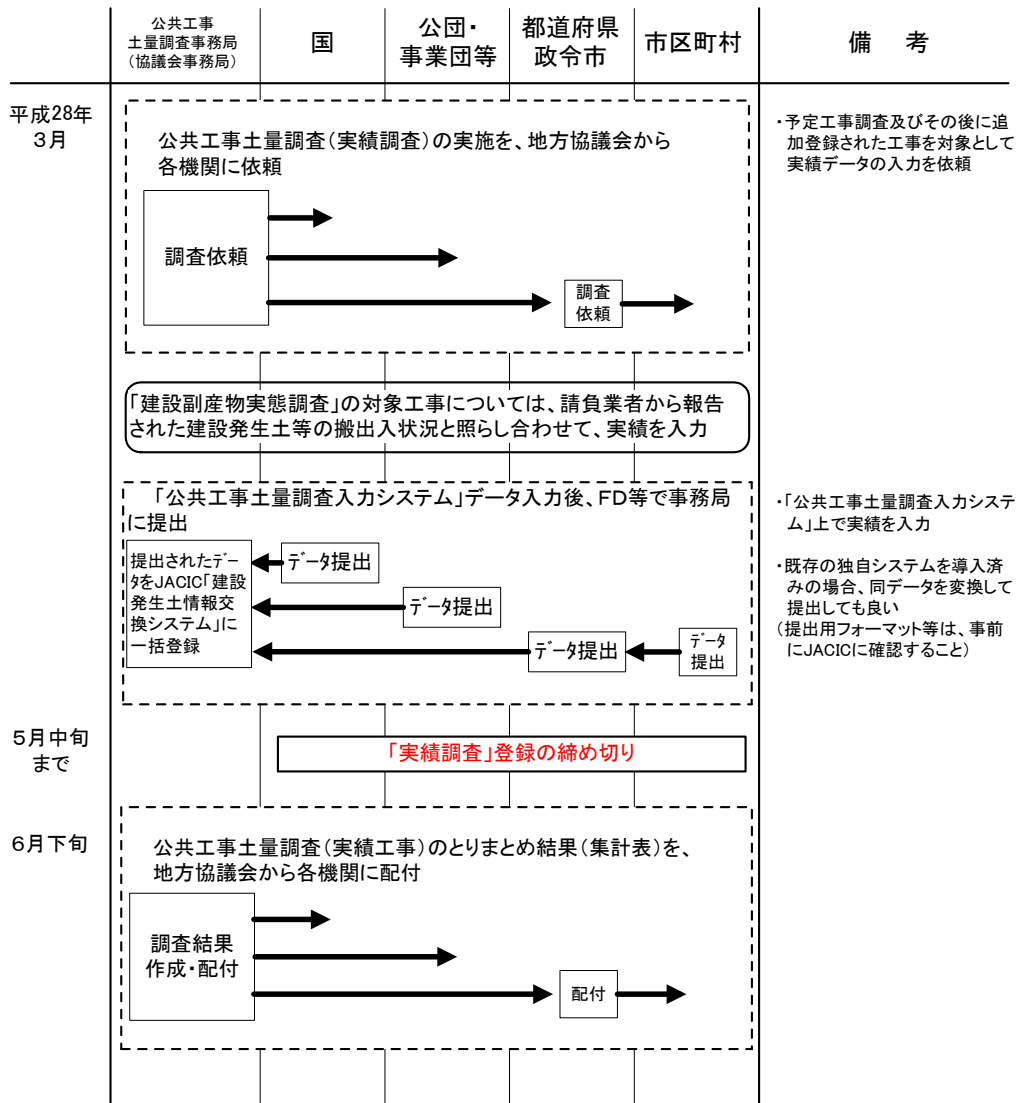 公共工事
土量調査事務局
(協議会事務局)
国
公団・
事業団等
都道府県
政令市
市区町村
備　考
平成28年
3月
公共工事土量調査(実績調査)の実施を、地方協議会から
各機関に依頼
調査依頼
調査
依頼
・予定工事調査及びその後に追
加登録された工事を対象として
実績データの入力を依頼
「建設副産物実態調査」の対象工事については、請負業者から報告
された建設発生土等の搬出入状況と照らし合わせて、実績を入力
「公共工事土量調査入力システム」データ入力後、FD等で事務局
に提出
提出されたデー
タをJACIC「建設
発生土情報交
換システム」に
一括登録
ﾃﾞｰﾀ提出
ﾃﾞｰﾀ提出
ﾃﾞｰﾀ提出
ﾃﾞｰﾀ
提出
・「公共工事土量調査入力システ
ム」上で実績を入力
・既存の独自システムを導入済
みの場合、同データを変換して
提出しても良い
(提出用フォーマット等は、事前
にJACICに確認すること)
5月中旬
まで
「実績調査」登録の締め切り
6月下旬
公共工事土量調査(実績工事)のとりまとめ結果(集計表)を、
地方協議会から各機関に配付
調査結果
作成・配付
配付